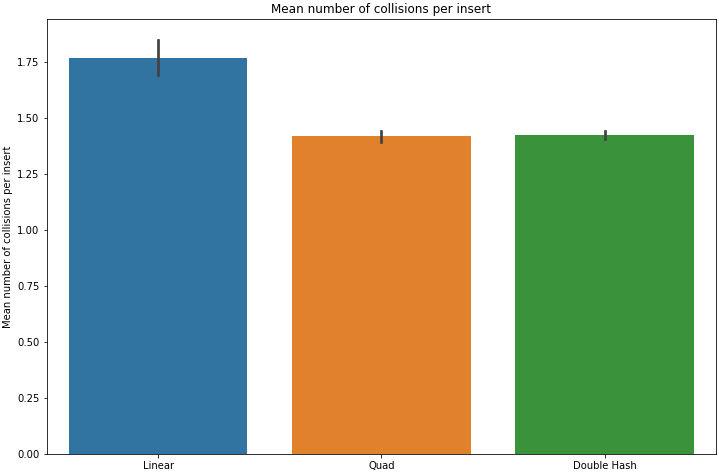 Mean number of collisions per insert
Mean number of collisions per insert
1.75
1.50
1.25
1.00
0.75
0.50
0.25
0.00
Linear
Quad
Double Hash